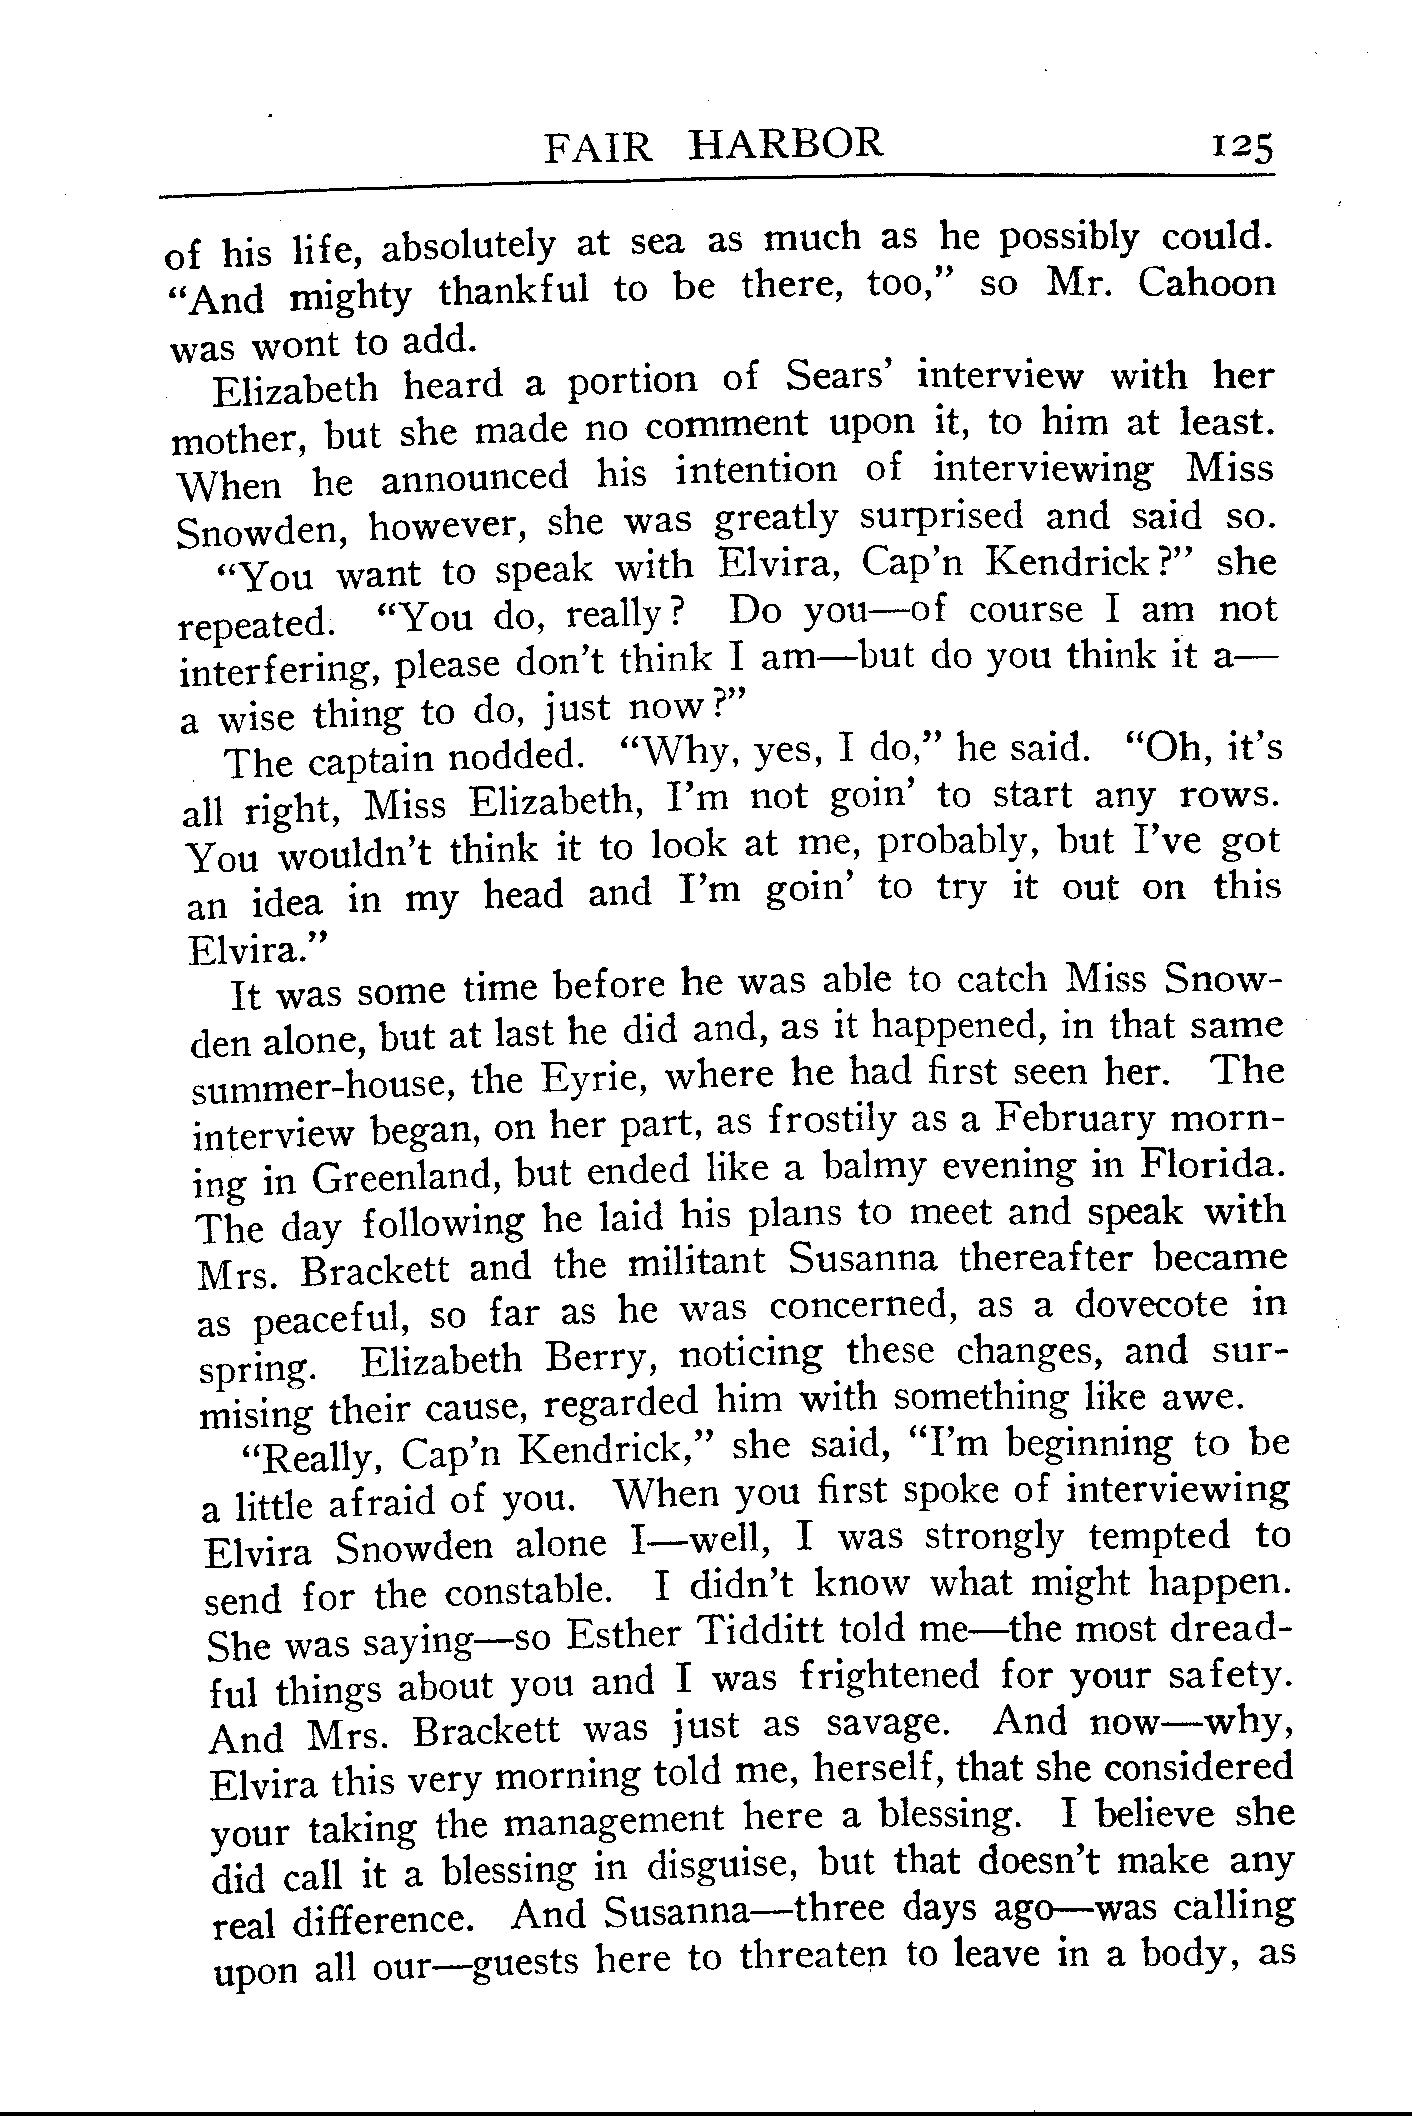 FAIR HARBOR 125
of his life, absolutely at sea as much as he possibly could.
“And mighty thankful to be there, too,” so Mr. Cahoon
was wont to add.
Elizabeth heard a portion of Sears’ interview with her
mother, but she made no comment upon it, to him at least.
When he announced his intention of interviewing Miss
Snowden, however, she was greatly surprised and said so.
“You want to speak with Elvira, Cap’n Kendrick?” she
repeated. “You do, really? Do you—of course I am not
interfering, please don’t think I am—but do you think it a—
a wise thing to do, just now?”
The captain nodded. “Why, yes, I do,” he said. “Oh, it’s
all right, Miss Elizabeth, I’m not goin’ to start any rows.
You wouldn’t think it to look at me, probably, but I’ve got
an idea in my head and I’m goin’ to try it out on this
Elvira.”
It was some time before he was able to catch Miss Snow-
den alone, but at last he did and, as it happened, in that same
summer-house, the Eyrie, where he had first seen her. The
interview began, on her part, as frostily as a February morn-
ing in Greenland, but ended like a balmy evening in Florida.
The day following he laid his plans to meet and speak with
Mrs. Brackett and the militant Susanna thereafter became
as peaceful, so far as he was concerned, as a dovecote in
spring. Elizabeth Berry, noticing these changes, and sur-
mising their cause, regarded him with something like awe.
“Really, Cap’n Kendrick,” she said, “I’m beginning to be
a little afraid of you. When you first spoke of interviewing
Elvira Snowden alone I—well, I was strongly tempted to
send for the constable. I didn’t know what might happen.
She was saying—so Esther Tidditt told me—the most dread-
ful things about you and I was frightened for your safety.
And Mrs. Brackett was just as savage. And now—why,
Elvira this very morning told me, herself, that she considered
your taking the management here a blessing. I believe she
did call it a blessing in disguise, but that doesn’t make any
real difference. And Susanna—three days ago—was calling
upon all our—guests here to threaten to leave in a body, as